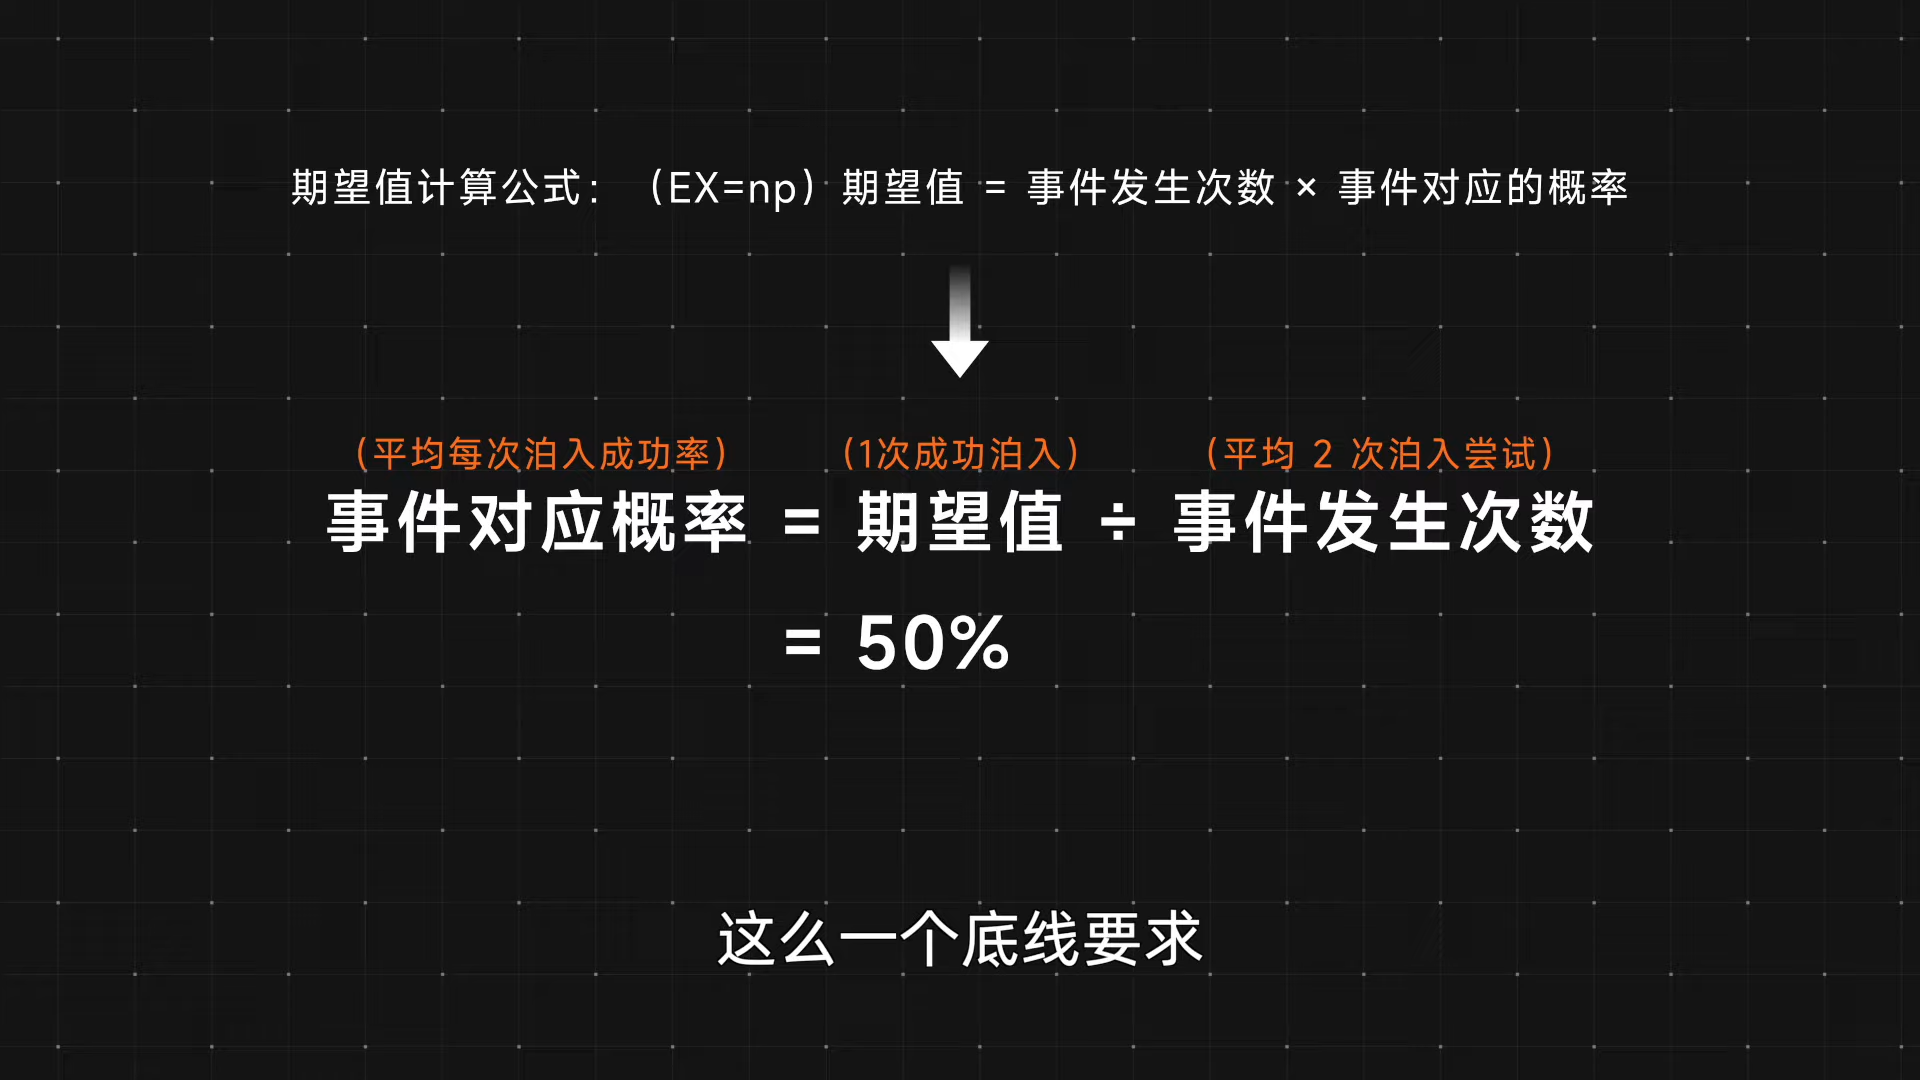 期望值计算公式：（EX=np）期望值 = 事件发生次数 × 事件对应的概率
（平均每次泊入成功率） （1次成功泊入） （平均 2 次泊入尝试）
事件对应概率 = 期望值 ÷ 事件发生次数
= 50%
这么一个底线要求